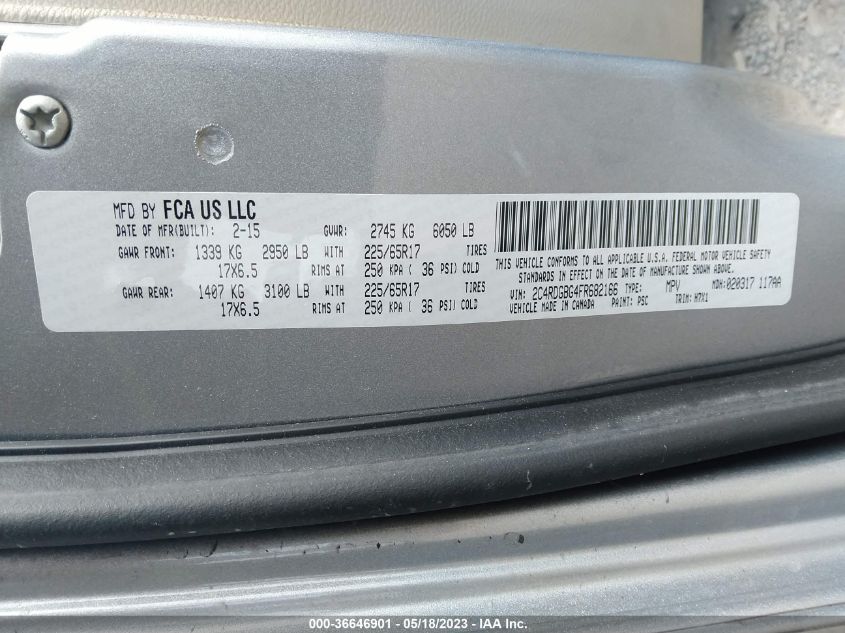 MFD BY FCA US LLC
DATE OF MFR(BUILT): 2-15 GVWR: 2745 KG 6050 LB
GAWR FRONT: 1339 KG 2950 LB WITH 225/65R17 TIRES
17X6.5 RIMS AT 250 KPA ( 36 PSI) COLD
GAWR REAR: 1407 KG 3100 LB WITH 225/65R17 TIRES
17X6.5 RIMS AT 250 KPA ( 36 PSI) COLD
THIS VEHICLE CONFORMS TO ALL APPLICABLE U.S.A. FEDERAL MOTOR VEHICLE SAFETY
STANDARDS IN EFFECT ON THE DATE OF MANUFACTURE SHOWN ABOVE.
VIN: 2C4RDGBG4FR682166 TYPE: MPV MDH:020317 117AA
VEHICLE MADE IN CANADA PAINT: PSC TRIM: H7X1
000-36646901 - 05/18/2023 - IAA Inc.